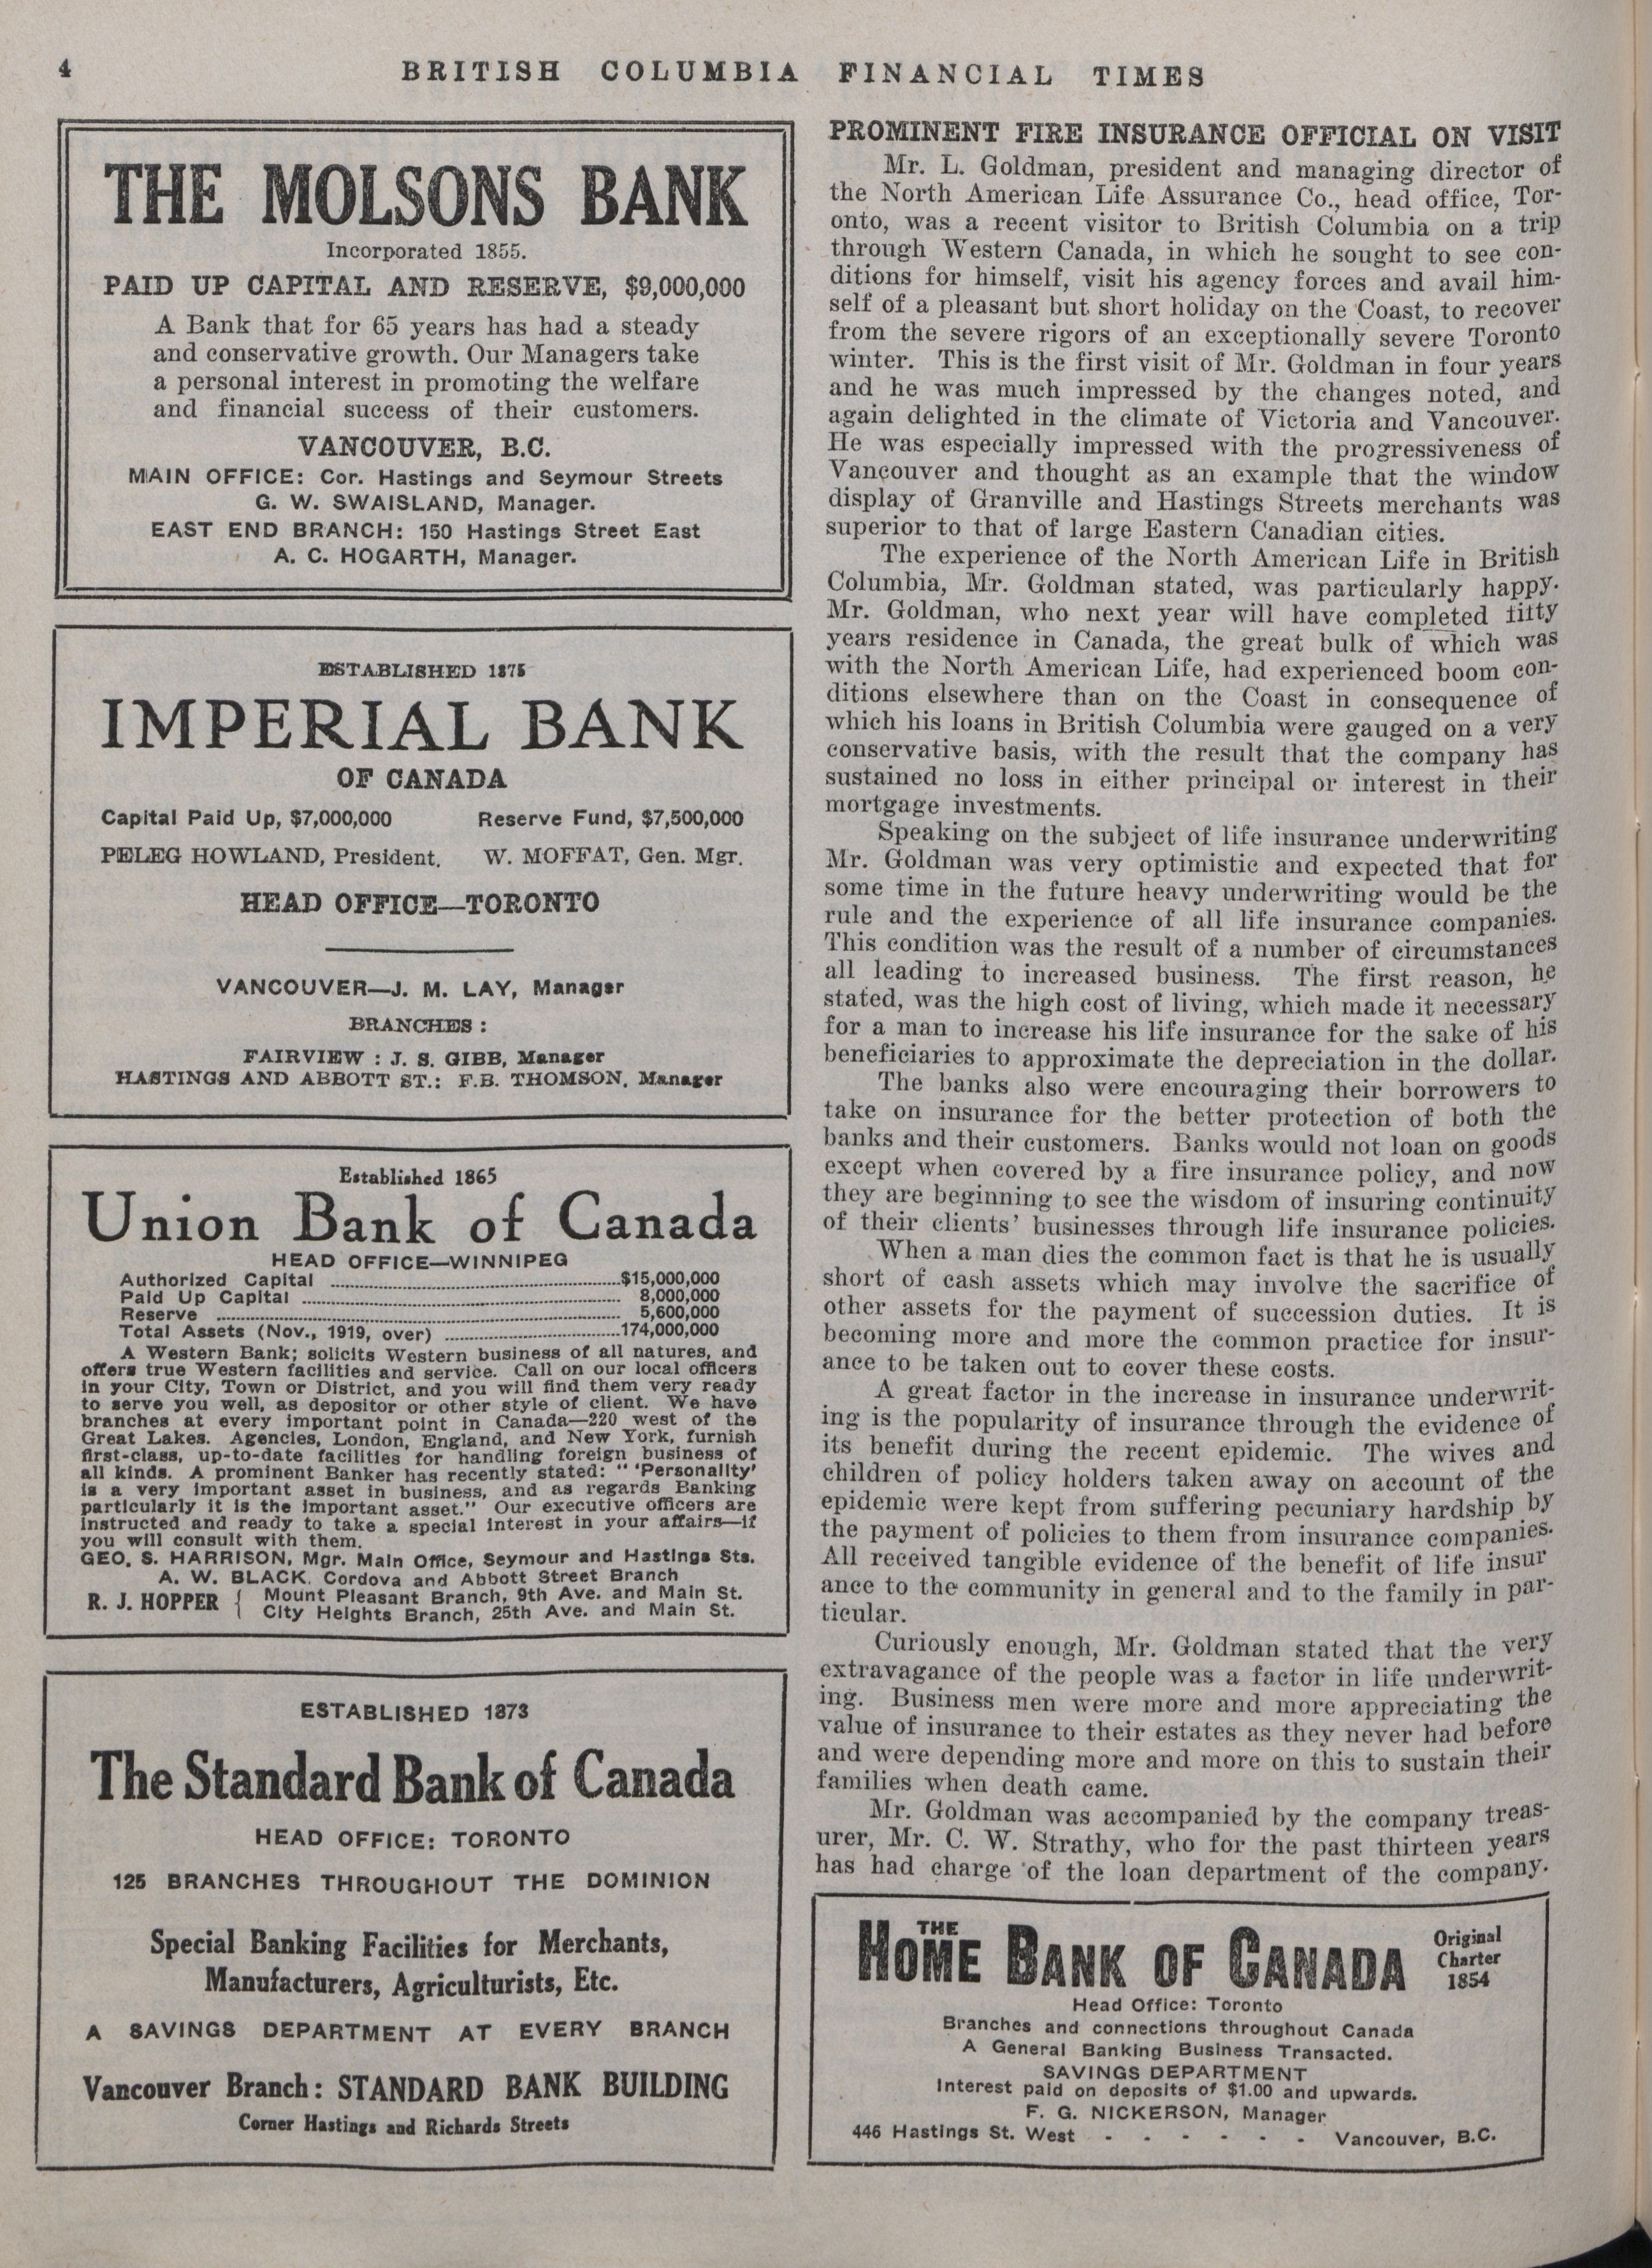 4
BRITISH COLUMBIA FINANCIAL TIMES
THE MOLSONS BANK
Incorporated 1855.
PAID UP CAPITAL AND RESERVE, $9,000,000
A Bank that for 65 years has had a steady
and conservative growth. Our Managers take
a personal interest in promoting the welfare
and financial success of their customers.
VANCOUVER, B.C.
MAIN OFFICE: Cor. Hastings and Seymour Streets
G. W. SWAISLAND, Manager.
EAST END BRANCH: 150 Hastings Street East
A. C. HOGARTH, Manager.
ESTABLISHED 1875
IMPERIAL BANK
OF CANADA
Capital Paid Up, $7,000,000 Reserve Fund, $7,500,000
PELEG HOWLAND, President. W. MOFFAT, Gen. Mgr.
HEAD OFFICE—TORONTO
VANCOUVER—J. M. LAY, Manager
BRANCHES :
FAIRVIEW : J. S. GIBB, Manager
HASTINGS AND ABBOTT ST.: F.B. THOMSON, Manager
Established 1865
Union Bank of Canada
HEAD OFFICE—WINNIPEG
Authorized Capital ........ $15,000,000
Paid Up Capital ........ 8,000,000
Reserve ........ 5,600,000
Total Assets (Nov., 1919, over) ........ 174,000,000
A Western Bank; solicits Western business of all natures, and
offers true Western facilities and service. Call on our local officers
in your City, Town or District, and you will find them very ready
to serve you well, as depositor or other style of client. We have
branches at every important point in Canada—220 west of the
Great Lakes. Agencies, London, England, and New York, furnish
first-class, up-to-date facilities for handling foreign business of
all kinds. A prominent Banker has recently stated: " 'Personality'
is a very important asset in business, and as regards Banking
particularly it is the important asset." Our executive officers are
instructed and ready to take a special interest in your affairs—if
you will consult with them.
GEO. S. HARRISON, Mgr. Main Office, Seymour and Hastings Sts.
A. W. BLACK. Cordova and Abbott Street Branch
R. J. HOPPER { Mount Pleasant Branch, 9th Ave. and Main St.
City Heights Branch, 25th Ave. and Main St.
ESTABLISHED 1873
The Standard Bank of Canada
HEAD OFFICE: TORONTO
125 BRANCHES THROUGHOUT THE DOMINION
Special Banking Facilities for Merchants,
Manufacturers, Agriculturists, Etc.
A SAVINGS DEPARTMENT AT EVERY BRANCH
Vancouver Branch: STANDARD BANK BUILDING
Corner Hastings and Richards Streets
PROMINENT FIRE INSURANCE OFFICIAL ON VISIT
Mr. L. Goldman, president and managing director of
the North American Life Assurance Co., head office, Tor-
onto, was a recent visitor to British Columbia on a trip
through Western Canada, in which he sought to see con-
ditions for himself, visit his agency forces and avail him-
self of a pleasant but short holiday on the Coast, to recover
from the severe rigors of an exceptionally severe Toronto
winter. This is the first visit of Mr. Goldman in four years
and he was much impressed by the changes noted, and
again delighted in the climate of Victoria and Vancouver.
He was especially impressed with the progressiveness of
Vancouver and thought as an example that the window
display of Granville and Hastings Streets merchants was
superior to that of large Eastern Canadian cities.
The experience of the North American Life in British
Columbia, Mr. Goldman stated, was particularly happy.
Mr. Goldman, who next year will have completed fifty
years residence in Canada, the great bulk of which was
with the North American Life, had experienced boom con-
ditions elsewhere than on the Coast in consequence of
which his loans in British Columbia were gauged on a very
conservative basis, with the result that the company has
sustained no loss in either principal or interest in their
mortgage investments.
Speaking on the subject of life insurance underwriting
Mr. Goldman was very optimistic and expected that for
some time in the future heavy underwriting would be the
rule and the experience of all life insurance companies.
This condition was the result of a number of circumstances
all leading to increased business. The first reason, he
stated, was the high cost of living, which made it necessary
for a man to increase his life insurance for the sake of his
beneficiaries to approximate the depreciation in the dollar.
The banks also were encouraging their borrowers to
take on insurance for the better protection of both the
banks and their customers. Banks would not loan on goods
except when covered by a fire insurance policy, and now
they are beginning to see the wisdom of insuring continuity
of their clients' businesses through life insurance policies.
When a man dies the common fact is that he is usually
short of cash assets which may involve the sacrifice of
other assets for the payment of succession duties. It is
becoming more and more the common practice for insur-
ance to be taken out to cover these costs.
A great factor in the increase in insurance underwrit-
ing is the popularity of insurance through the evidence of
its benefit during the recent epidemic. The wives and
children of policy holders taken away on account of the
epidemic were kept from suffering pecuniary hardship by
the payment of policies to them from insurance companies.
All received tangible evidence of the benefit of life insur
ance to the community in general and to the family in par-
ticular.
Curiously enough, Mr. Goldman stated that the very
extravagance of the people was a factor in life underwrit-
ing. Business men were more and more appreciating the
value of insurance to their estates as they never had before
and were depending more and more on this to sustain their
families when death came.
Mr. Goldman was accompanied by the company treas-
urer, Mr. C. W. Strathy, who for the past thirteen years
has had charge of the loan department of the company.
THE HOME BANK OF CANADA
Original
Charter
1854
Head Office: Toronto
Branches and connections throughout Canada
A General Banking Business Transacted.
SAVINGS DEPARTMENT
Interest paid on deposits of $1.00 and upwards.
F. G. NICKERSON, Manager
446 Hastings St. West - - - - - - Vancouver, B.C.